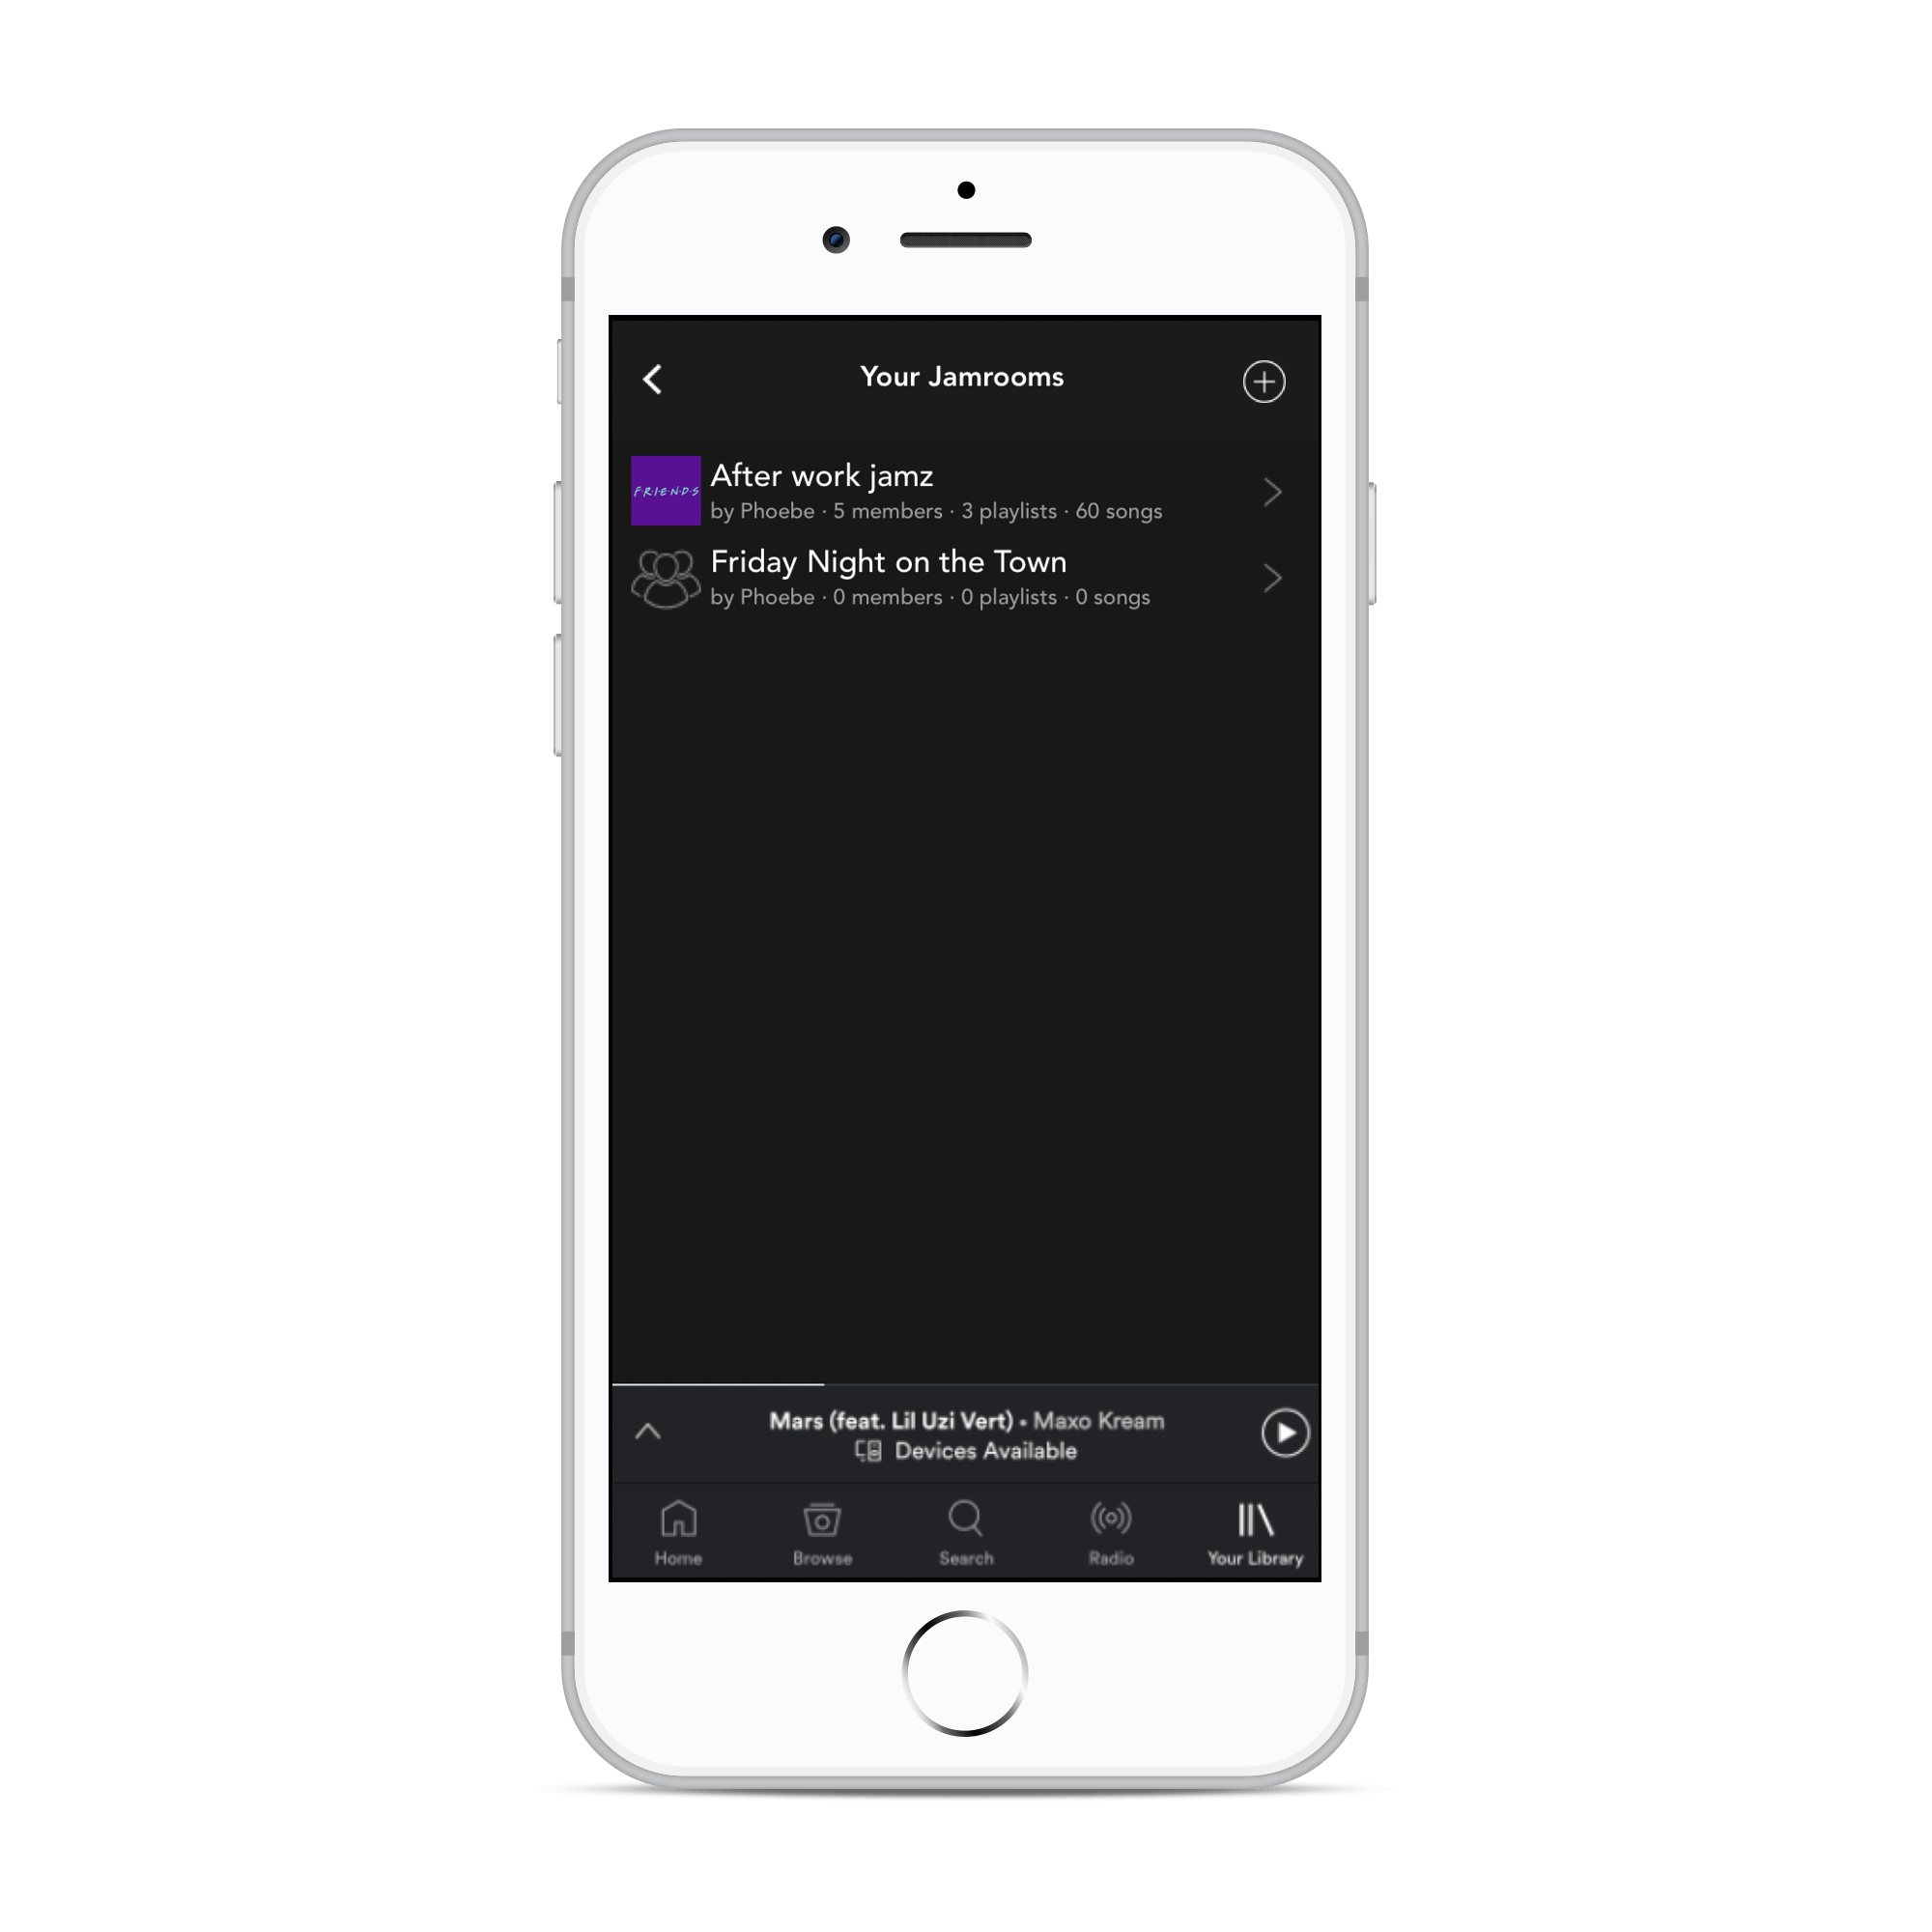 Your Jamrooms
F·R·I·E·N·D·S
After work jamz
by Phoebe · 5 members · 3 playlists · 60 songs
Friday Night on the Town
by Phoebe · 0 members · 0 playlists · 0 songs
Mars (feat. Lil Uzi Vert) • Maxo Kream
Devices Available
Home
Browse
Search
Radio
Your Library